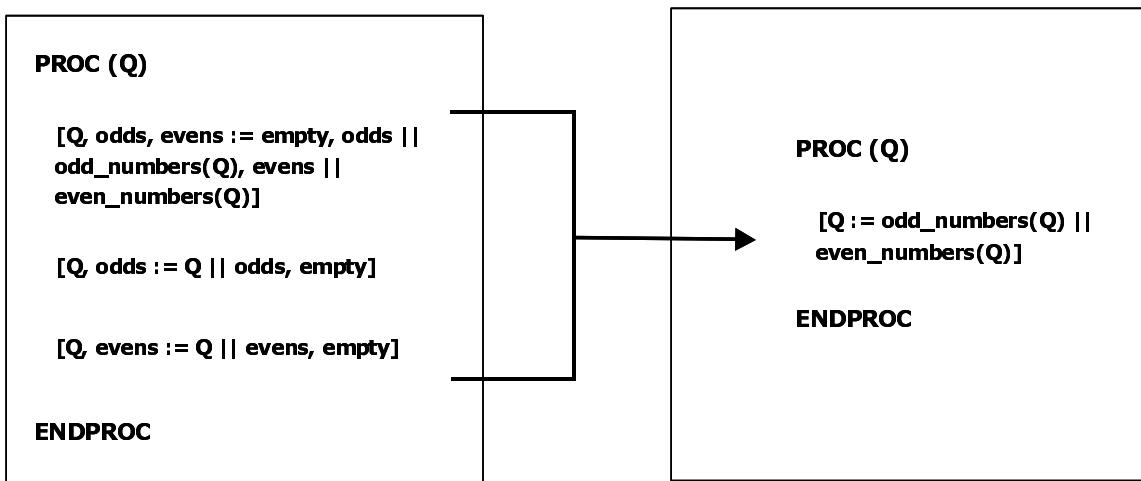 PROC (Q)
[Q, odds, evens := empty, odds ||
odd_numbers(Q), evens ||
even_numbers(Q)]
[Q, odds := Q || odds, empty]
[Q, evens := Q || evens, empty]
ENDPROC
PROC (Q)
[Q := odd_numbers(Q) ||
even_numbers(Q)]
ENDPROC